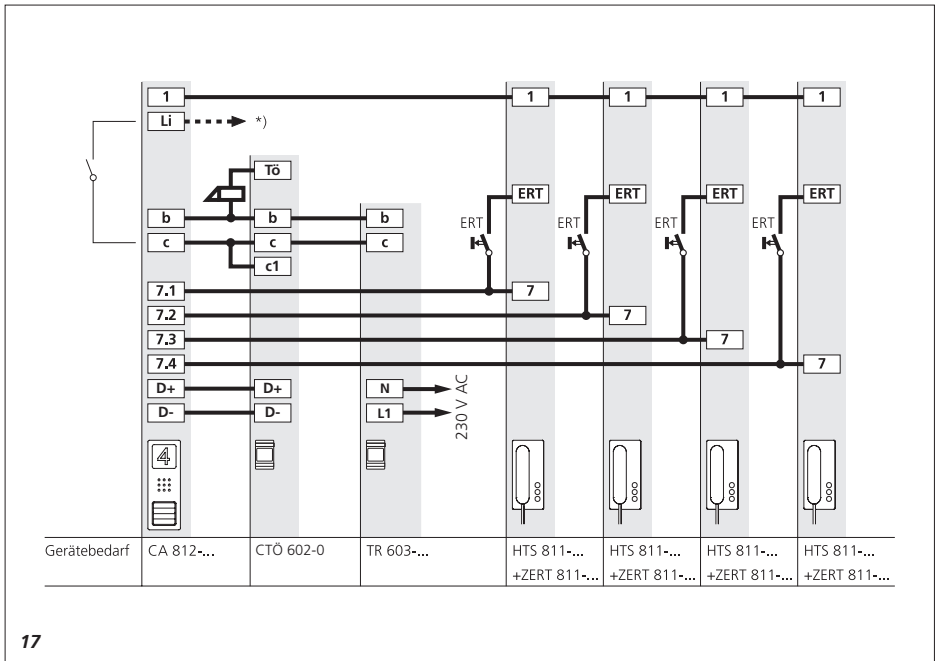 1 1 1 1 1
Li *)
Tö
ERT ERT ERT ERT
b b b
ERT ERT ERT ERT
c c c
c1
7.1 7
7.2 7
7.3 7
7.4 7
D+ D+ N
D- D- L1
230 V AC
4
Gerätebedarf CA 812-... CTÖ 602-0 TR 603-... HTS 811-... HTS 811-... HTS 811-... HTS 811-...
+ZERT 811-... +ZERT 811-... +ZERT 811-... +ZERT 811-...
17